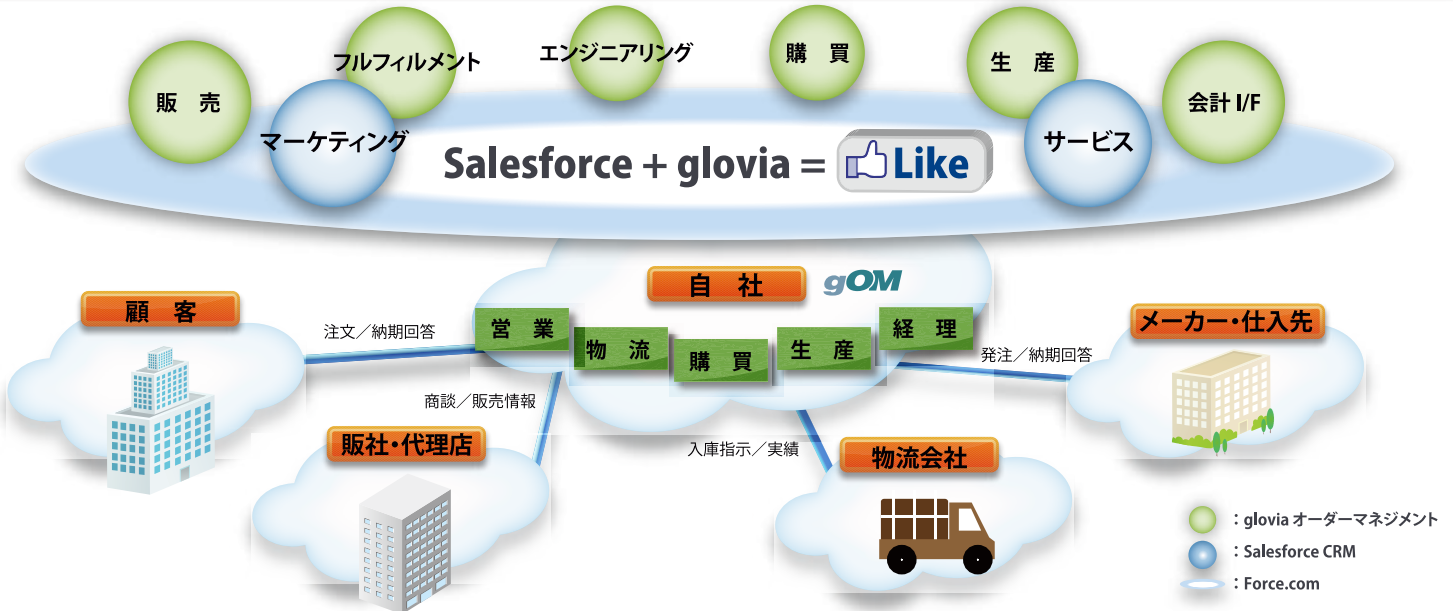 フルフィルメント
エンジニアリング
購　買
生　産
販　売
会計 I/F
マーケティング
サービス
Salesforce + glovia = Like
自　社
gOM
顧　客
営　業
物　流
購　買
生　産
経　理
メーカー・仕入先
注文／納期回答
発注／納期回答
商談／販売情報
販社・代理店
入庫指示／実績
物流会社
：glovia オーダーマネジメント
：Salesforce CRM
：Force.com